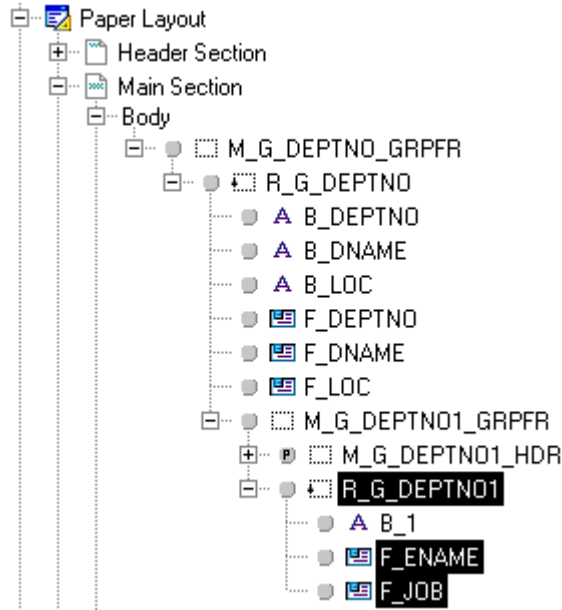 Paper Layout
Header Section
Main Section
Body
M_G_DEPTNO_GRPFR
R_G_DEPTNO
A B_DEPTNO
A B_DNAME
A B_LOC
F_DEPTNO
F_DNAME
F_LOC
M_G_DEPTNO1_GRPFR
P M_G_DEPTNO1_HDR
R_G_DEPTNO1
A B_1
F_ENAME
F_JOB